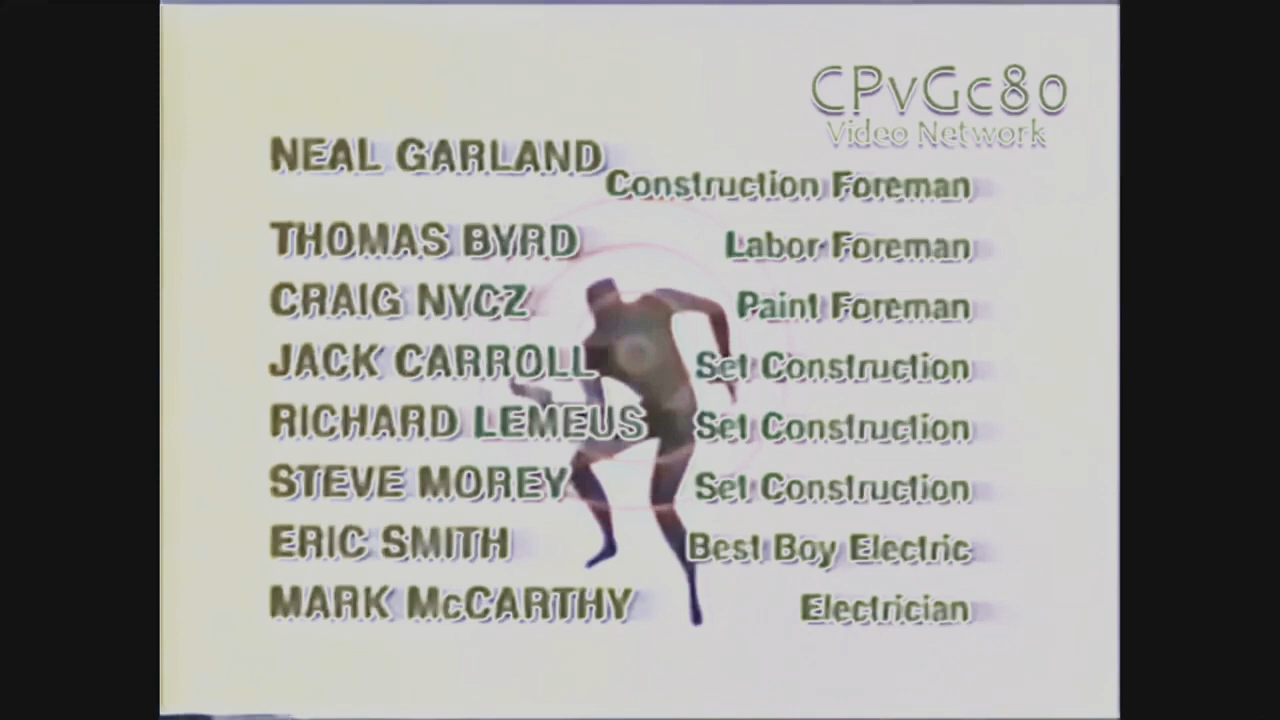 CPvGc80
Video Network
NEAL GARLAND
Construction Foreman
THOMAS BYRD Labor Foreman
CRAIG NYCZ Paint Foreman
JACK CARROLL Set Construction
RICHARD LEMEUS Set Construction
STEVE MOREY Set Construction
ERIC SMITH Best Boy Electric
MARK McCARTHY Electrician